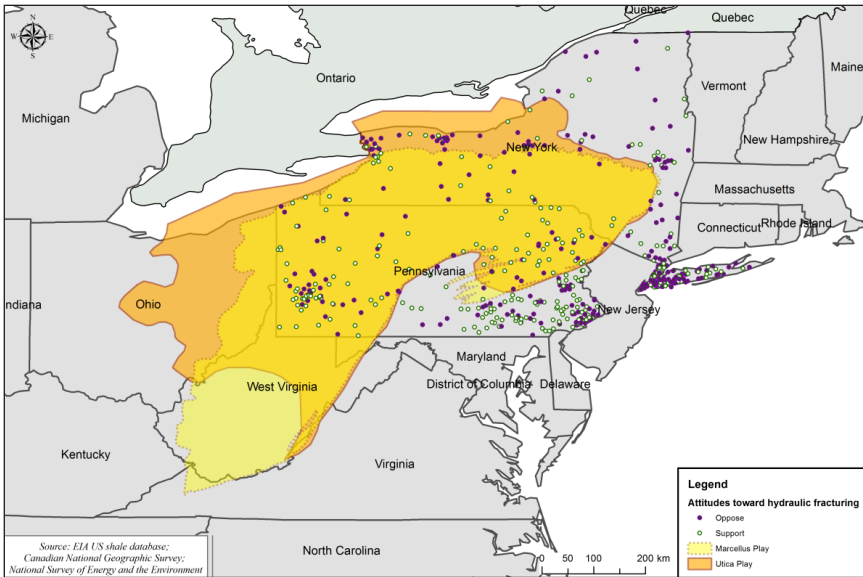 Quebec
Quebec
N
W
E
S
Ontario
Maine
Vermont
Michigan
New Hampshire
New York
Massachusetts
Connecticut
Rhode Island
Pennsylvania
Ohio
ndiana
New Jersey
Maryland
District of Columbia
Delaware
West Virginia
Kentucky
Virginia
North Carolina
Legend
Attitudes toward hydraulic fracturing
Oppose
Support
Marcellus Play
Utica Play
Source: EIA US shale database;
Canadian National Geographic Survey;
National Survey of Energy and the Environment
0 50 100 200 km